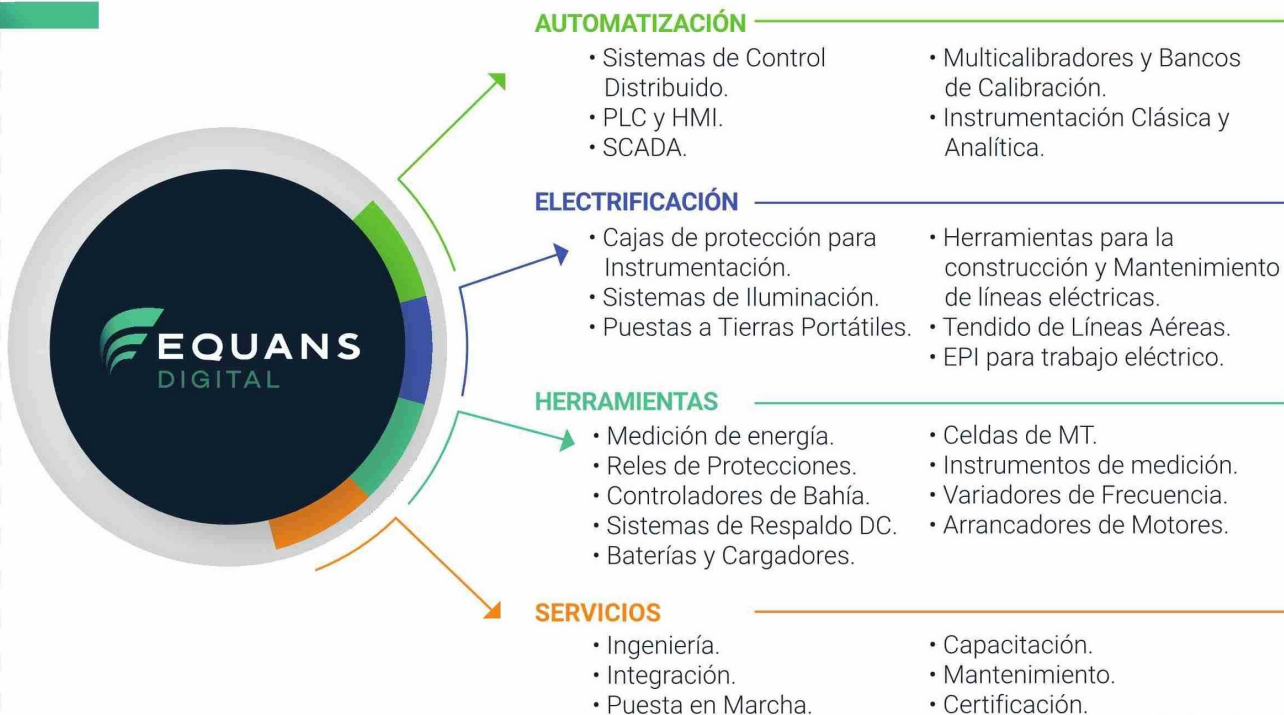 EQUANS
DIGITAL
AUTOMATIZACIÓN
• Sistemas de Control
Distribuido.
• PLC y HMI.
• SCADA.
• Multicalibradores y Bancos
de Calibración.
• Instrumentación Clásica y
Analítica.
ELECTRIFICACIÓN
• Cajas de protección para
Instrumentación.
• Sistemas de Iluminación.
• Puestas a Tierras Portátiles.
• Herramientas para la
construcción y Mantenimiento
de líneas eléctricas.
• Tendido de Líneas Aéreas.
• EPI para trabajo eléctrico.
HERRAMIENTAS
• Medición de energía.
• Reles de Protecciones.
• Controladores de Bahía.
• Sistemas de Respaldo DC.
• Baterías y Cargadores.
• Celdas de MT.
• Instrumentos de medición.
• Variadores de Frecuencia.
• Arrancadores de Motores.
SERVICIOS
• Ingeniería.
• Integración.
• Puesta en Marcha.
• Capacitación.
• Mantenimiento.
• Certificación.